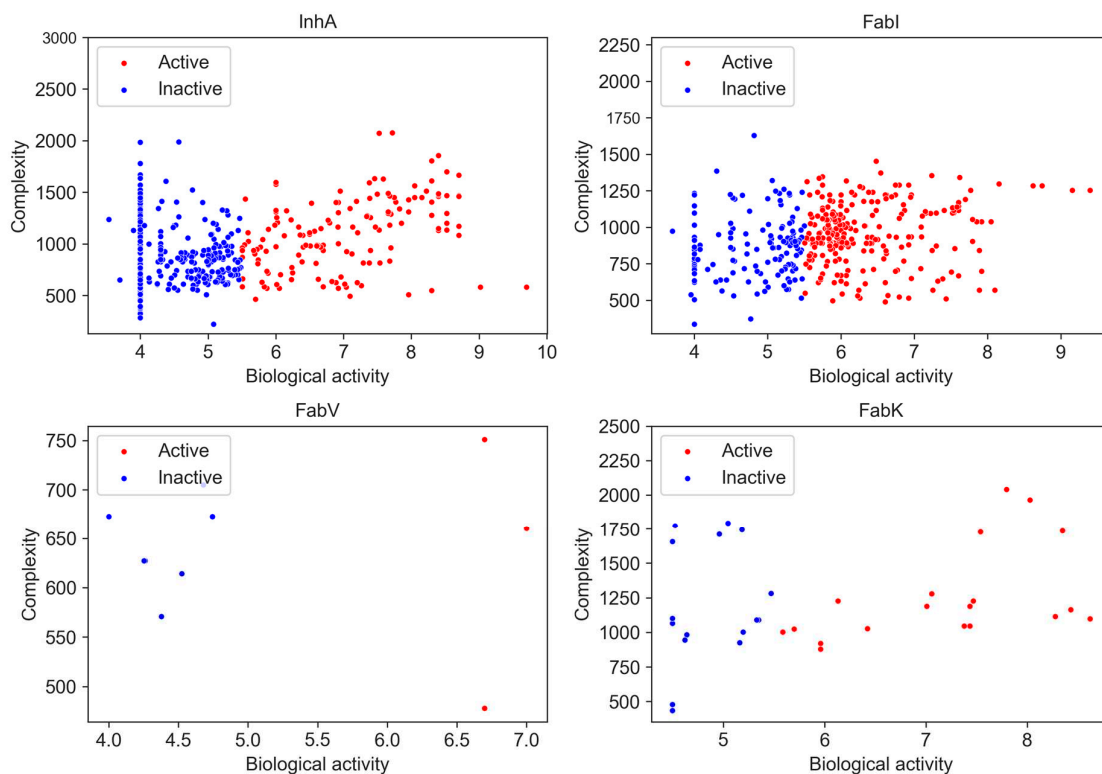 InhA
3000
2500
2000
1500
1000
500
Complexity
Active
Inactive
4 5 6 7 8 9 10
Biological activity
FabI
2250
2000
1750
1500
1250
1000
750
500
Complexity
Active
Inactive
4 5 6 7 8 9
Biological activity
FabV
750
700
650
600
550
500
Complexity
Active
Inactive
4.0 4.5 5.0 5.5 6.0 6.5 7.0
Biological activity
FabK
2500
2250
2000
1750
1500
1250
1000
750
500
Complexity
Active
Inactive
5 6 7 8
Biological activity